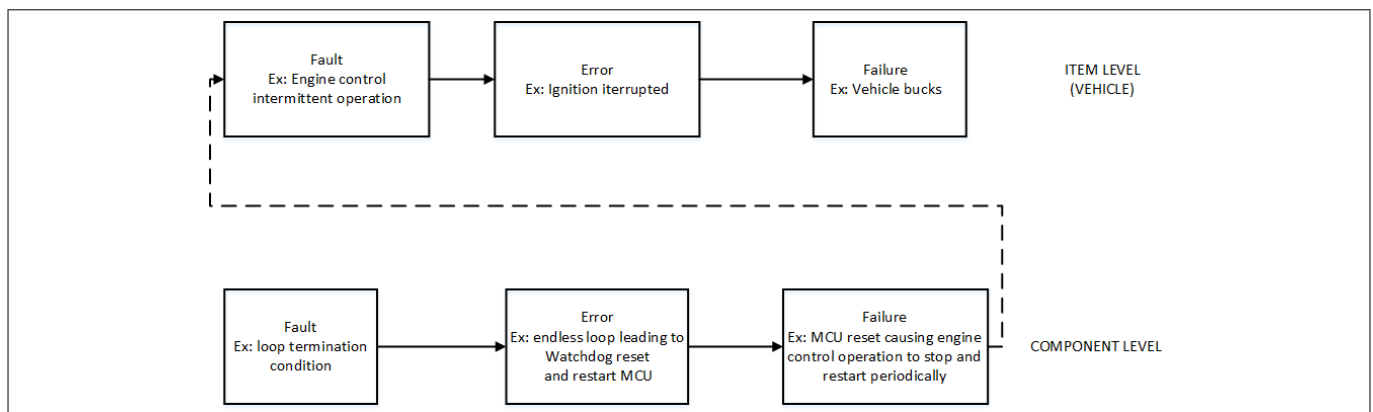 Fault
Ex: Engine control
intermittent operation
Error
Ex: Ignition iterrupted
Failure
Ex: Vehicle bucks
ITEM LEVEL
(VEHICLE)
Fault
Ex: loop termination
condition
Error
Ex: endless loop leading to
Watchdog reset
and restart MCU
Failure
Ex: MCU reset causing engine
control operation to stop and
restart periodically
COMPONENT LEVEL